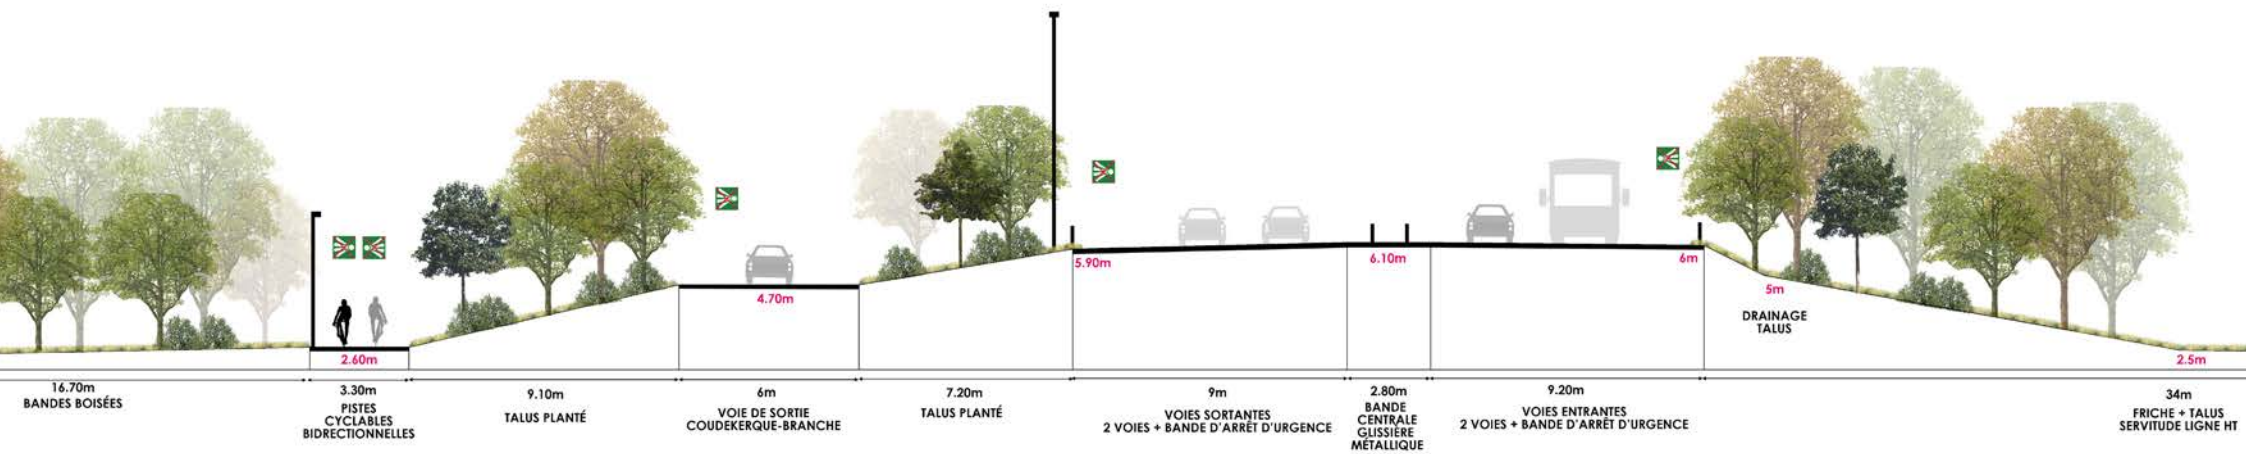 5.90m
6.10m
6m
5m
DRAINAGE
TALUS
4.70m
2.60m
2.5m
16.70m
BANDES BOISÉES
3.30m
PISTES
CYCLABLES
BIDRECTIONNELLES
9.10m
TALUS PLANTÉ
6m
VOIE DE SORTIE
COUDEKERQUE-BRANCHE
7.20m
TALUS PLANTÉ
9m
VOIES SORTANTES
2 VOIES + BANDE D'ARRÊT D'URGENCE
2.80m
BANDE
CENTRALE
GLISSIÈRE
MÉTALLIQUE
9.20m
VOIES ENTRANTES
2 VOIES + BANDE D'ARRÊT D'URGENCE
34m
FRICHE + TALUS
SERVITUDE LIGNE HT